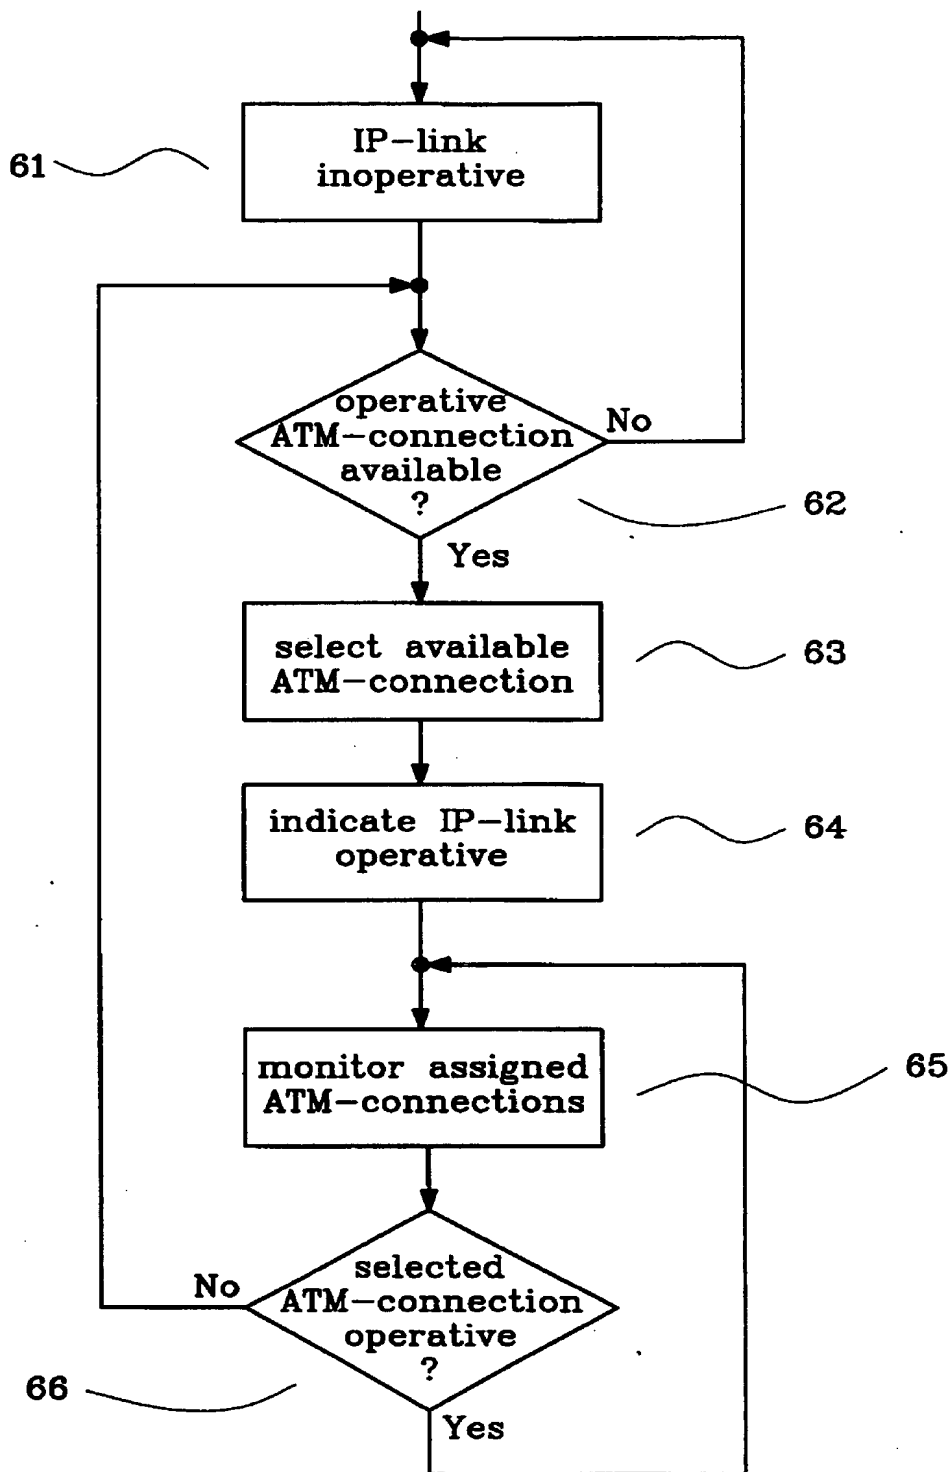 61
IP-link
inoperative
operative
ATM-connection
available
?
No
62
Yes
select available
ATM-connection
63
indicate IP-link
operative
64
monitor assigned
ATM-connections
65
selected
ATM-connection
operative
?
No
66
Yes